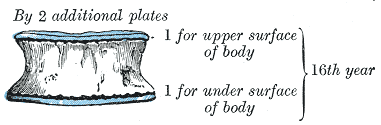 By 2 additional plates
1 for upper surface
of body
16th year
1 for under surface
of body